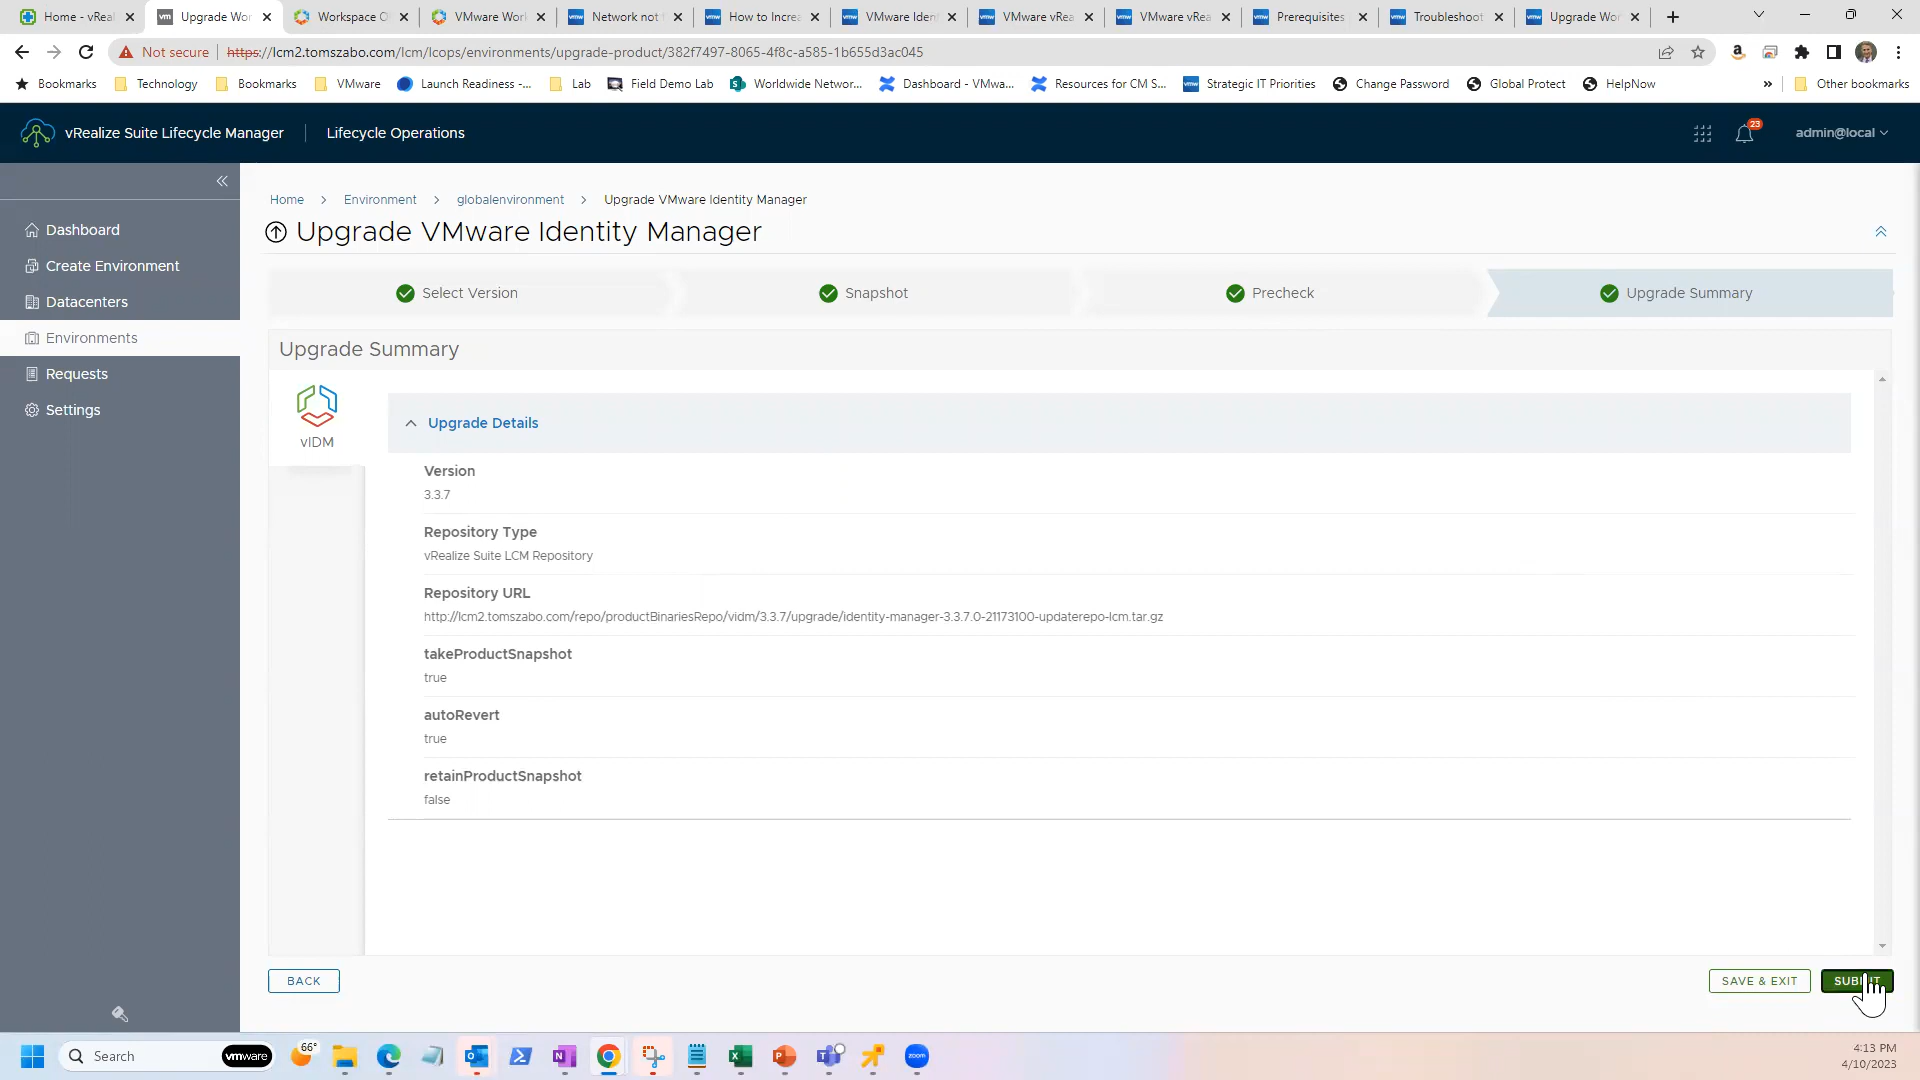 Home - vReal
Upgrade Wor
Workspace O
VMware Work
Network not
How to Increa
VMware Ident
VMware vRea
VMware vRea
Prerequisites
Troubleshoot
Upgrade Wor
Not secure
https://lcm2.tomszabo.com/lcm/lcops/environments/upgrade-product/382f7497-8065-4f8c-a585-1b655d3ac045
Bookmarks
Technology
Bookmarks
VMware
Launch Readiness -...
Lab
Field Demo Lab
Worldwide Networ...
Dashboard - VMwa...
Resources for CM S...
Strategic IT Priorities
Change Password
Global Protect
HelpNow
»
Other bookmarks
vRealize Suite Lifecycle Manager
Lifecycle Operations
23
admin@local
Home > Environment > globalenvironment > Upgrade VMware Identity Manager
Upgrade VMware Identity Manager
Dashboard
Create Environment
Datacenters
Environments
Requests
Settings
Select Version
Snapshot
Precheck
Upgrade Summary
Upgrade Summary
vIDM
Upgrade Details
Version
3.3.7
Repository Type
vRealize Suite LCM Repository
Repository URL
http://lcm2.tomszabo.com/repo/productBinariesRepo/vidm/3.3.7/upgrade/identity-manager-3.3.7.0-21173100-updaterepo-lcm.tar.gz
takeProductSnapshot
true
autoRevert
true
retainProductSnapshot
false
BACK
SAVE & EXIT
SUBMIT
Search
vmware
66°
zoom
4:13 PM
4/10/2023